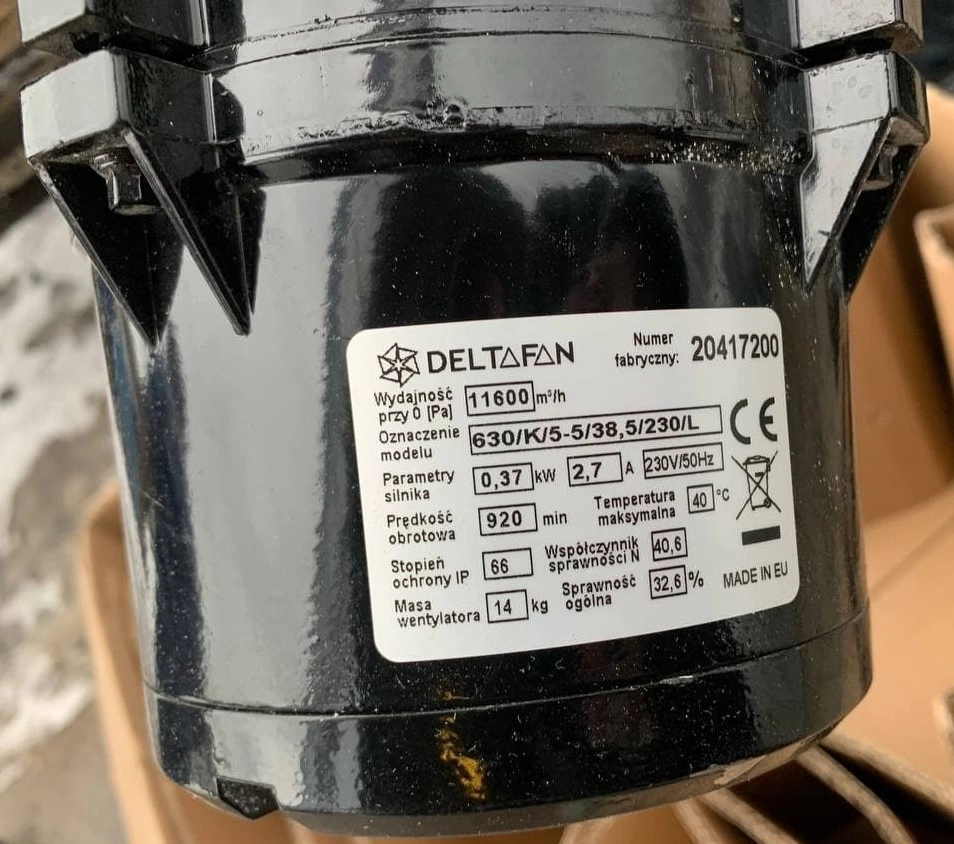 DELTAFAN
Numer
fabryczny: 20417200
Wydajność
przy 0 [Pa] 11600 m³/h
Oznaczenie
modelu 630/K/5-5/38,5/230/L
CE
Parametry
silnika 0,37 kW 2,7 A 230V/50Hz
Prędkość
obrotowa 920 min
Temperatura
maksymalna 40 °C
Stopień
ochrony IP 66
Współczynnik
sprawności N 40,6
Masa
wentylatora 14 kg
Sprawność
ogólna 32,6 %
MADE IN EU